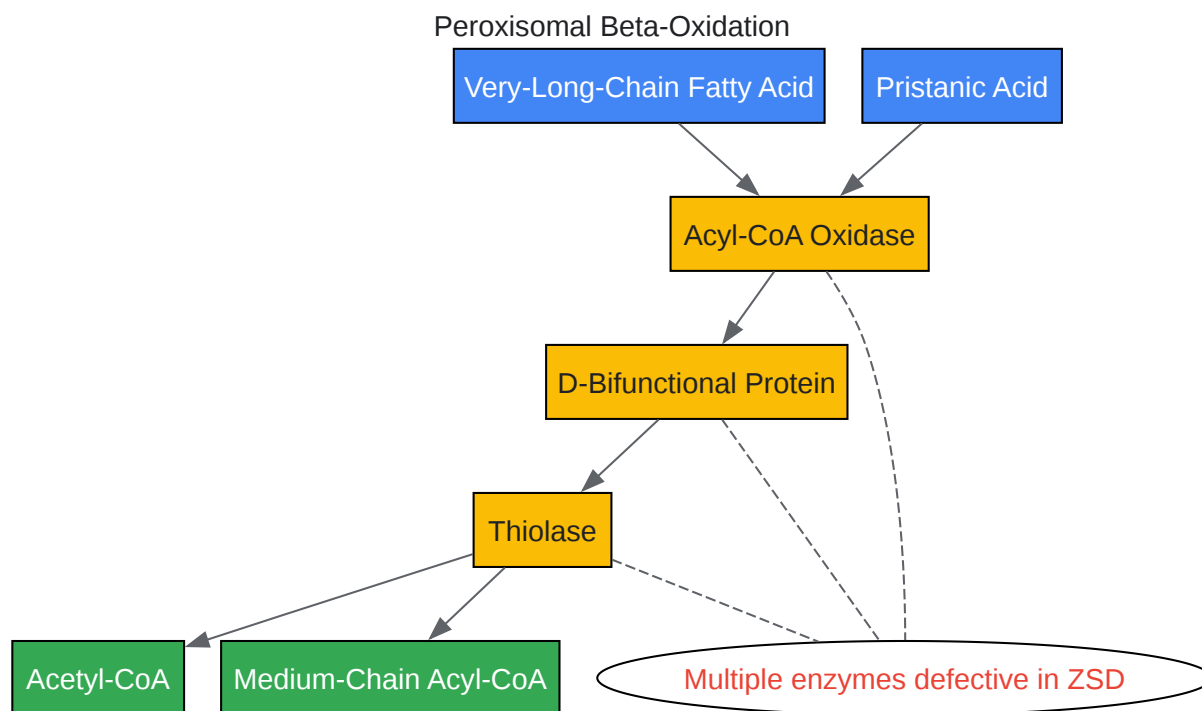 Peroxisomal Beta-Oxidation
Very-Long-Chain Fatty Acid
Pristanic Acid
Acyl-CoA Oxidase
D-Bifunctional Protein
Thiolase
Acetyl-CoA
Medium-Chain Acyl-CoA
Multiple enzymes defective in ZSD